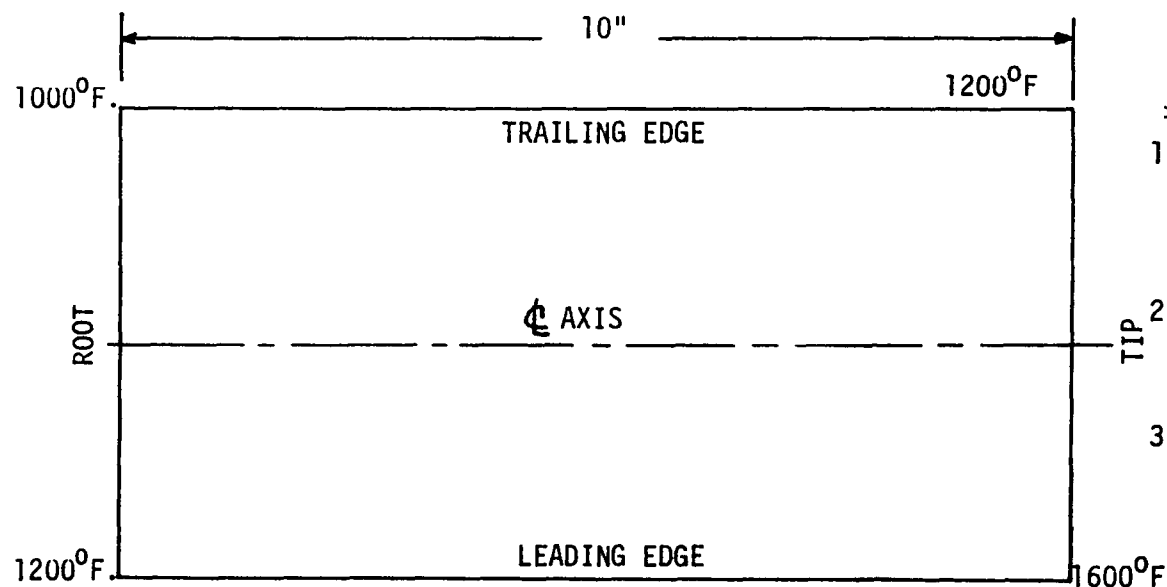 10"
1000°F.
1200°F
TRAILING EDGE
1
ROOT
℄ AXIS
TIP
2
3
1200°F.
LEADING EDGE
1600°F